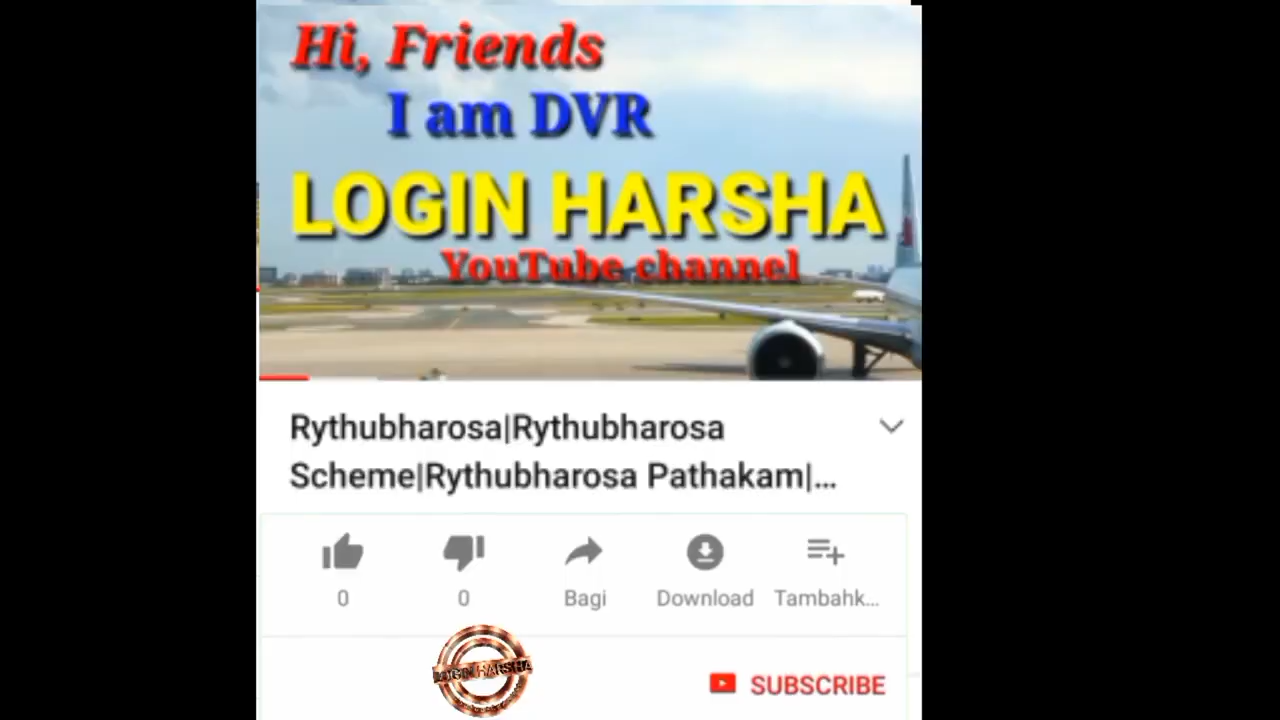 Hi, Friends
I am DVR
LOGIN HARSHA
YouTube channel
Rythubharosa|Rythubharosa
Scheme|Rythubharosa Pathakam|...
0 0 Bagi Download Tambahk...
LOGIN HARSHA
SUBSCRIBE